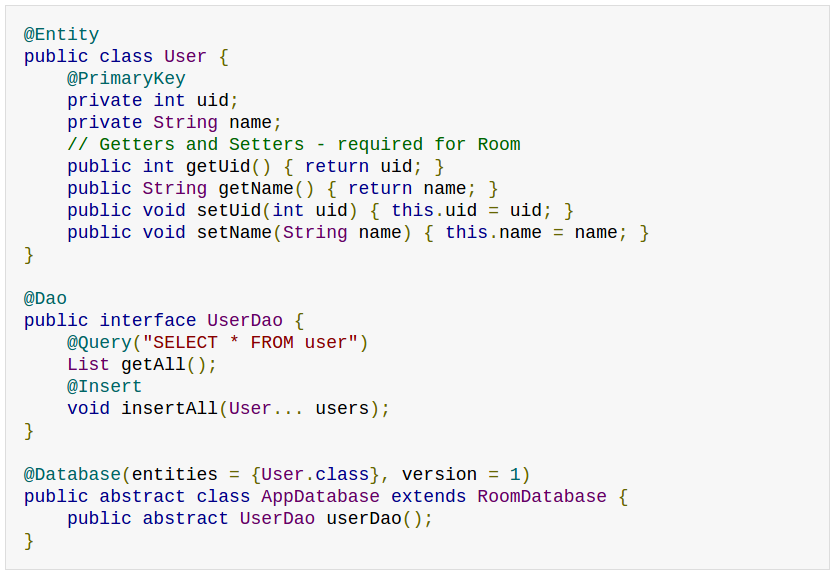 @Entity
public class User {
    @PrimaryKey
    private int uid;
    private String name;
    // Getters and Setters - required for Room
    public int getUid() { return uid; }
    public String getName() { return name; }
    public void setUid(int uid) { this.uid = uid; }
    public void setName(String name) { this.name = name; }
}

@Dao
public interface UserDao {
    @Query("SELECT * FROM user")
    List getAll();
    @Insert
    void insertAll(User... users);
}

@Database(entities = {User.class}, version = 1)
public abstract class AppDatabase extends RoomDatabase {
    public abstract UserDao userDao();
}